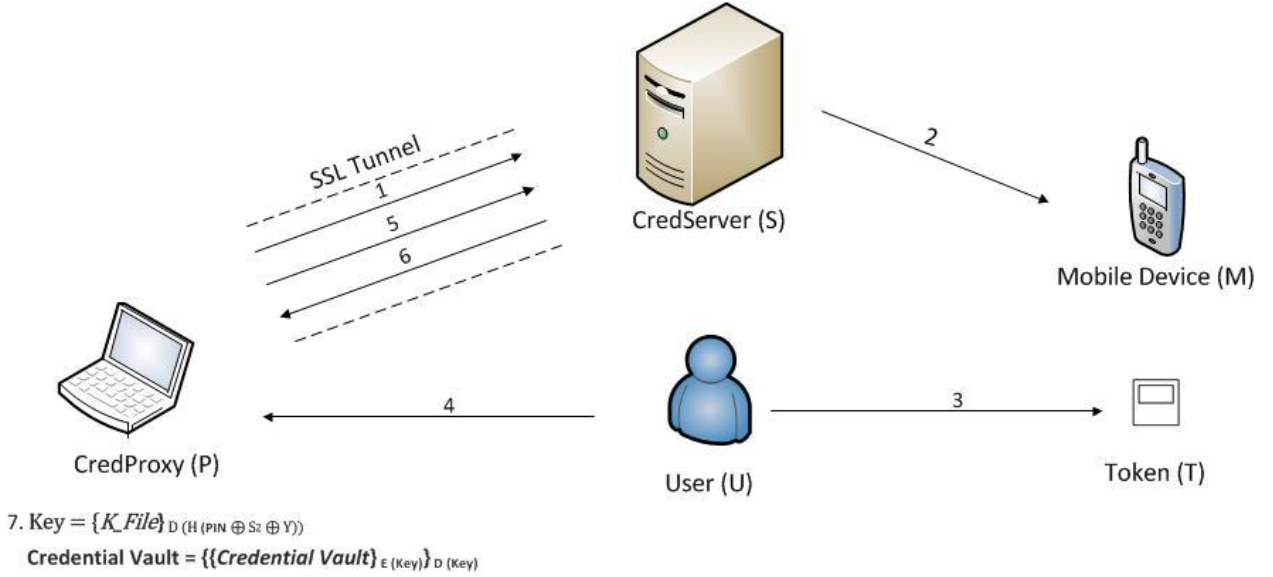 SSL Tunnel
1
5
6
2
CredServer (S)
Mobile Device (M)
4
3
CredProxy (P)
User (U)
Token (T)
7. Key = {K_File} D (H (PIN ⊕ S2 ⊕ Y))
Credential Vault = {{Credential Vault} E (Key)} D (Key)